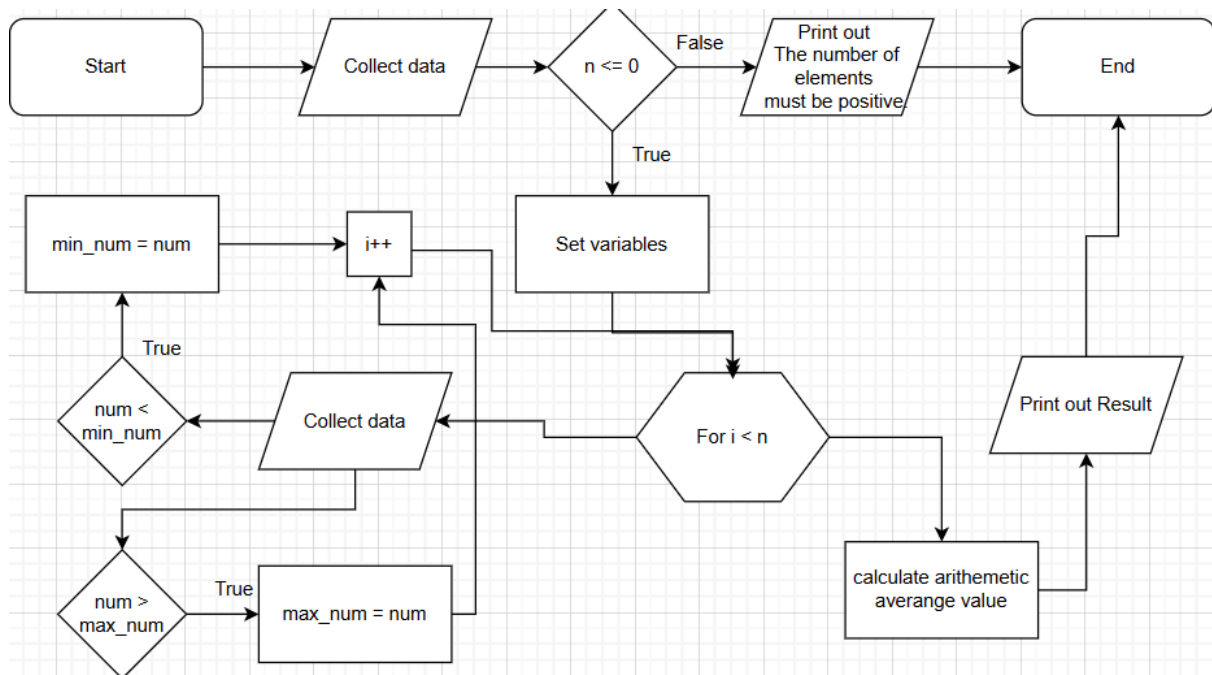 Start
Collect data
n <= 0
False
Print out
The number of
elements
must be positive.
End
True
min_num = num
i++
Set variables
True
num <
min_num
Collect data
For i < n
Print out Result
num >
max_num
True
max_num = num
calculate arithemetic
averange value